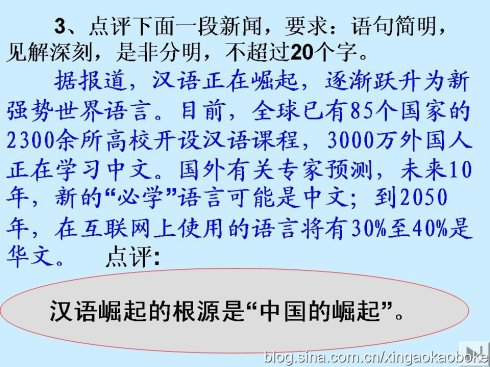 3、点评下面一段新闻，要求：语句简明，
见解深刻，是非分明，不超过20个字。
据报道，汉语正在崛起，逐渐跃升为新
强势世界语言。目前，全球已有85个国家的
2300余所高校开设汉语课程，3000万外国人
正在学习中文。国外有关专家预测，未来10
年，新的“必学”语言可能是中文；到2050
年，在互联网上使用的语言将有30%至40%是
华文。 点评:
汉语崛起的根源是“中国的崛起”。
blog.sina.com.cn/xingaokaoboke